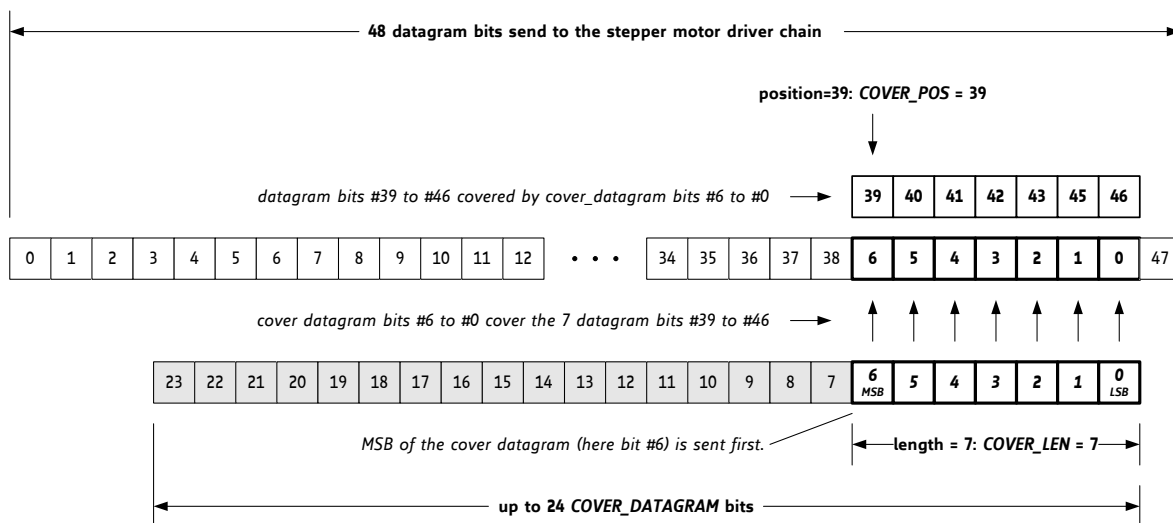 48 datagram bits send to the stepper motor driver chain
position=39: COVER_POS = 39
datagram bits #39 to #46 covered by cover_datagram bits #6 to #0
39 40 41 42 43 45 46
0 1 2 3 4 5 6 7 8 9 10 11 12 • • • 34 35 36 37 38 6 5 4 3 2 1 0 47
cover datagram bits #6 to #0 cover the 7 datagram bits #39 to #46
23 22 21 20 19 18 17 16 15 14 13 12 11 10 9 8 7 6 5 4 3 2 1 0
MSB LSB
MSB of the cover datagram (here bit #6) is sent first.
length = 7: COVER_LEN = 7
up to 24 COVER_DATAGRAM bits